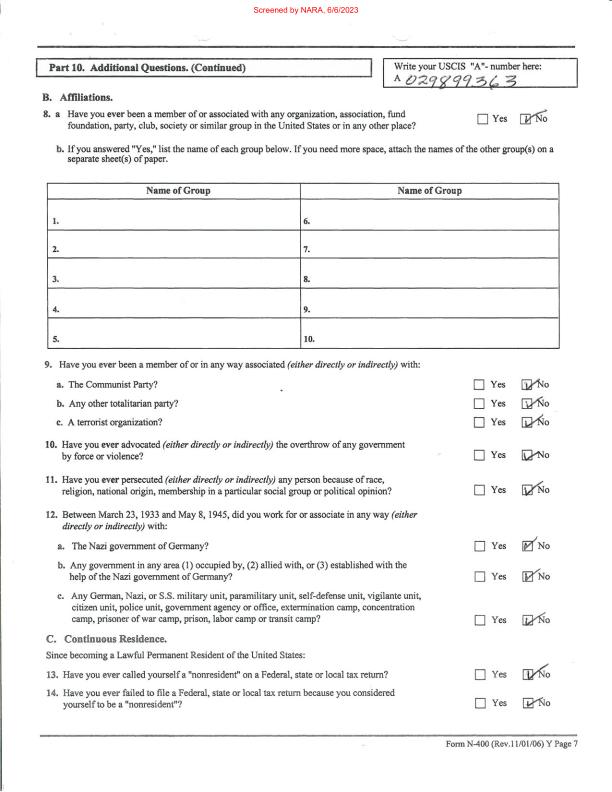 Screened by NARA, 6/6/2023
Part 10. Additional Questions. (Continued)
Write your USCIS "A"- number here:
A 029899363
B. Affiliations.
8. a Have you ever been a member of or associated with any organization, association, fund
foundation, party, club, society or similar group in the United States or in any other place?
Yes No
b. If you answered "Yes," list the name of each group below. If you need more space, attach the names of the other group(s) on a
separate sheet(s) of paper.
Name of Group Name of Group
1. 6.
2. 7.
3. 8.
4. 9.
5. 10.
9. Have you ever been a member of or in any way associated (either directly or indirectly) with:
a. The Communist Party? Yes No
b. Any other totalitarian party? Yes No
c. A terrorist organization? Yes No
10. Have you ever advocated (either directly or indirectly) the overthrow of any government
by force or violence? Yes No
11. Have you ever persecuted (either directly or indirectly) any person because of race,
religion, national origin, membership in a particular social group or political opinion? Yes No
12. Between March 23, 1933 and May 8, 1945, did you work for or associate in any way (either
directly or indirectly) with:
a. The Nazi government of Germany? Yes No
b. Any government in any area (1) occupied by, (2) allied with, or (3) established with the
help of the Nazi government of Germany? Yes No
c. Any German, Nazi, or S.S. military unit, paramilitary unit, self-defense unit, vigilante unit,
citizen unit, police unit, government agency or office, extermination camp, concentration
camp, prisoner of war camp, prison, labor camp or transit camp? Yes No
C. Continuous Residence.
Since becoming a Lawful Permanent Resident of the United States:
13. Have you ever called yourself a "nonresident" on a Federal, state or local tax return? Yes No
14. Have you ever failed to file a Federal, state or local tax return because you considered
yourself to be a "nonresident"? Yes No
Form N-400 (Rev.11/01/06) Y Page 7